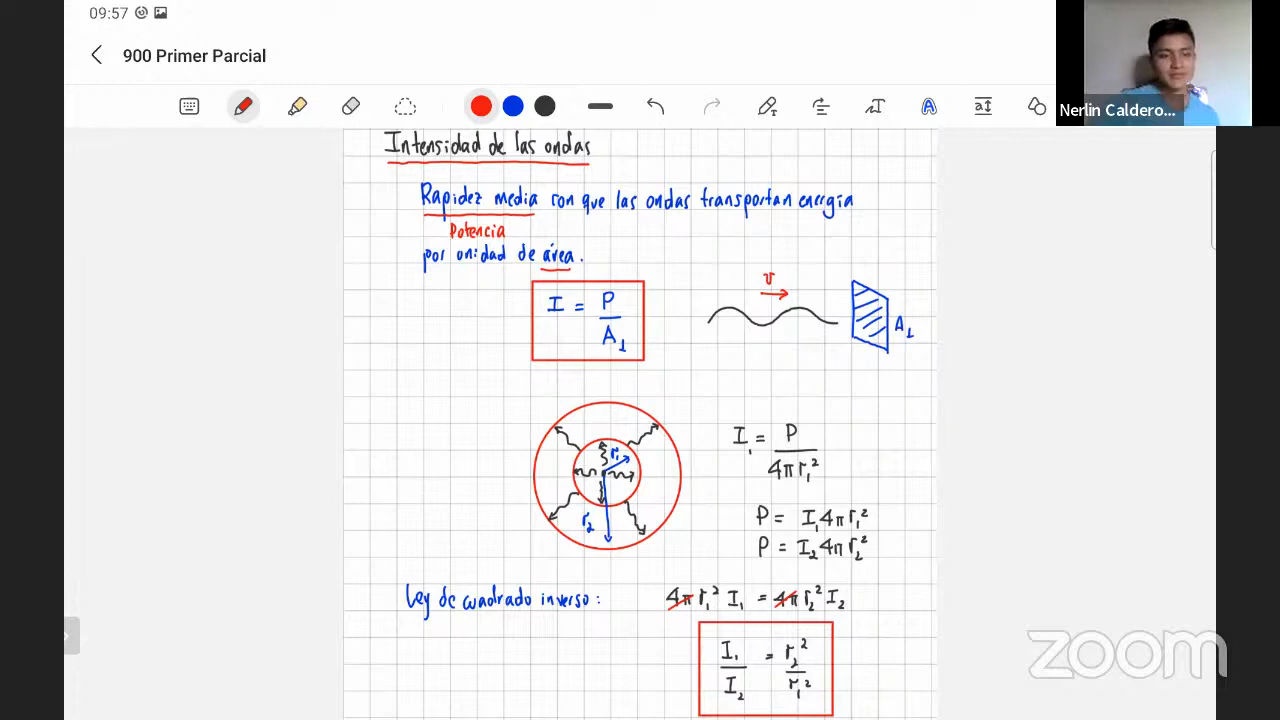 09:57
900 Primer Parcial
Nerlin Caldero...
Intensidad de las ondas
Rapidez media con que las ondas transportan energía
Potencia
por unidad de área.
I = P / A⊥
v
A⊥
r₁
r₂
I₁ = P / 4πr₁²
P = I₁4πr₁²
P = I₂4πr₂²
Ley de cuadrado inverso: 4πr₁² I₁ = 4πr₂² I₂
I₁ / I₂ = r₂² / r₁²
zoom